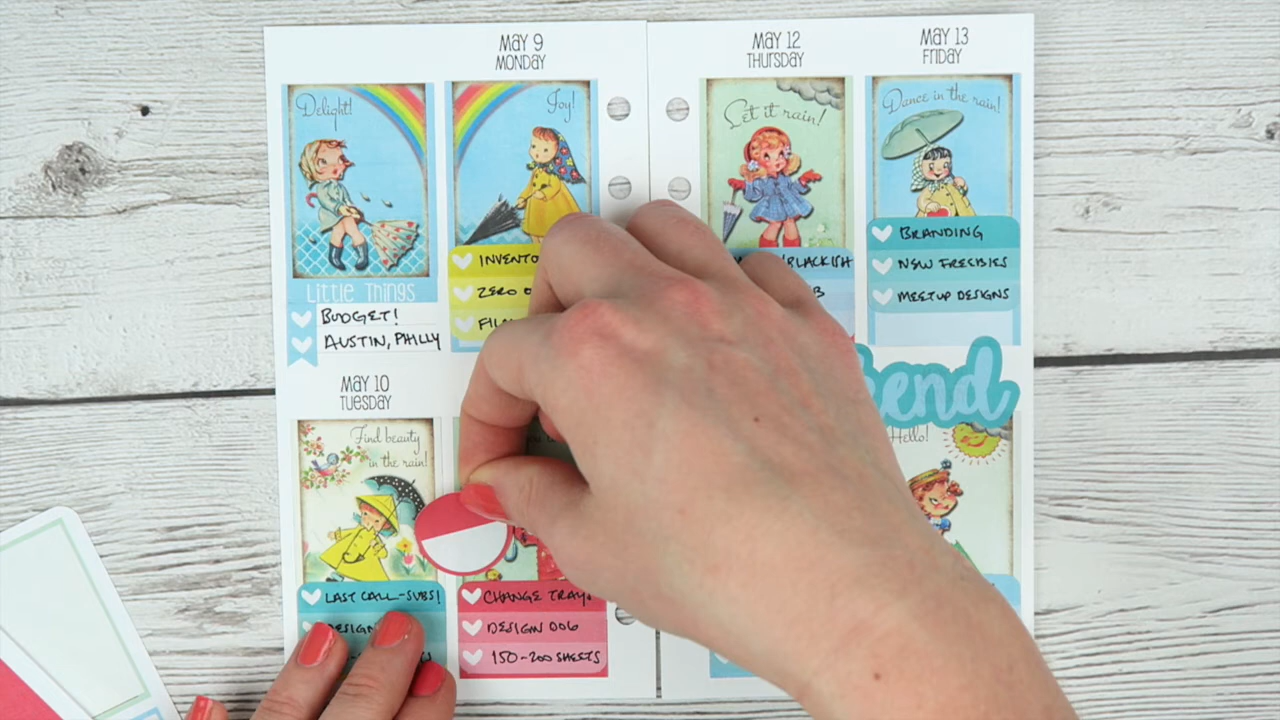 MAY 9
MONDAY
MAY 12
THURSDAY
MAY 13
FRIDAY
Delight!
Joy!
Let it rain!
Dance in the rain!
Little Things
BUDGET!
AUSTIN, PHILLY
ZERO
BRANDING
NEW FREEBIES
MEETUP DESIGNS
MAY 10
TUESDAY
Find beauty
in the rain!
Hello!
LAST CALL-SUBS!
CHANGE TRAY!
DESIGN 006
150-200 SHEETS